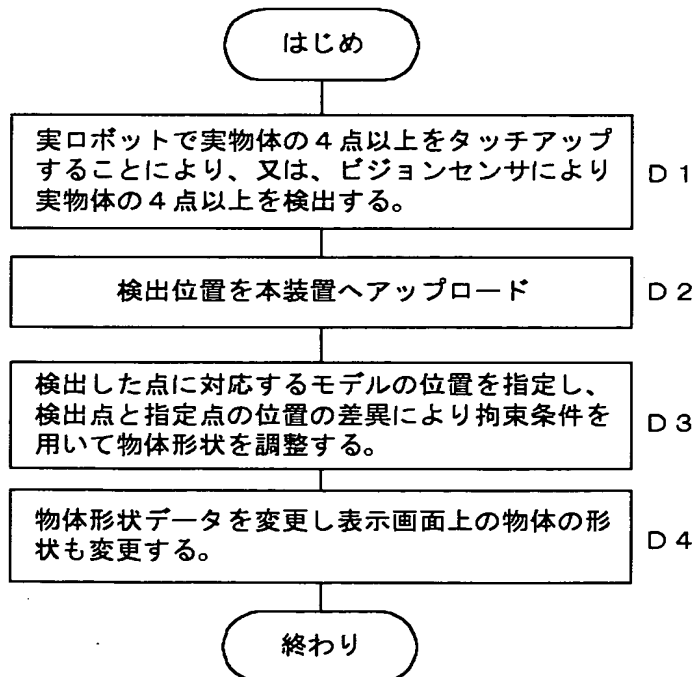 はじめ
実ロボットで実物体の４点以上をタッチアップ
することにより、又は、ビジョンセンサにより
実物体の４点以上を検出する。
Ｄ１
検出位置を本装置へアップロード
Ｄ２
検出した点に対応するモデルの位置を指定し、
検出点と指定点の位置の差異により拘束条件を
用いて物体形状を調整する。
Ｄ３
物体形状データを変更し表示画面上の物体の形
状も変更する。
Ｄ４
終わり